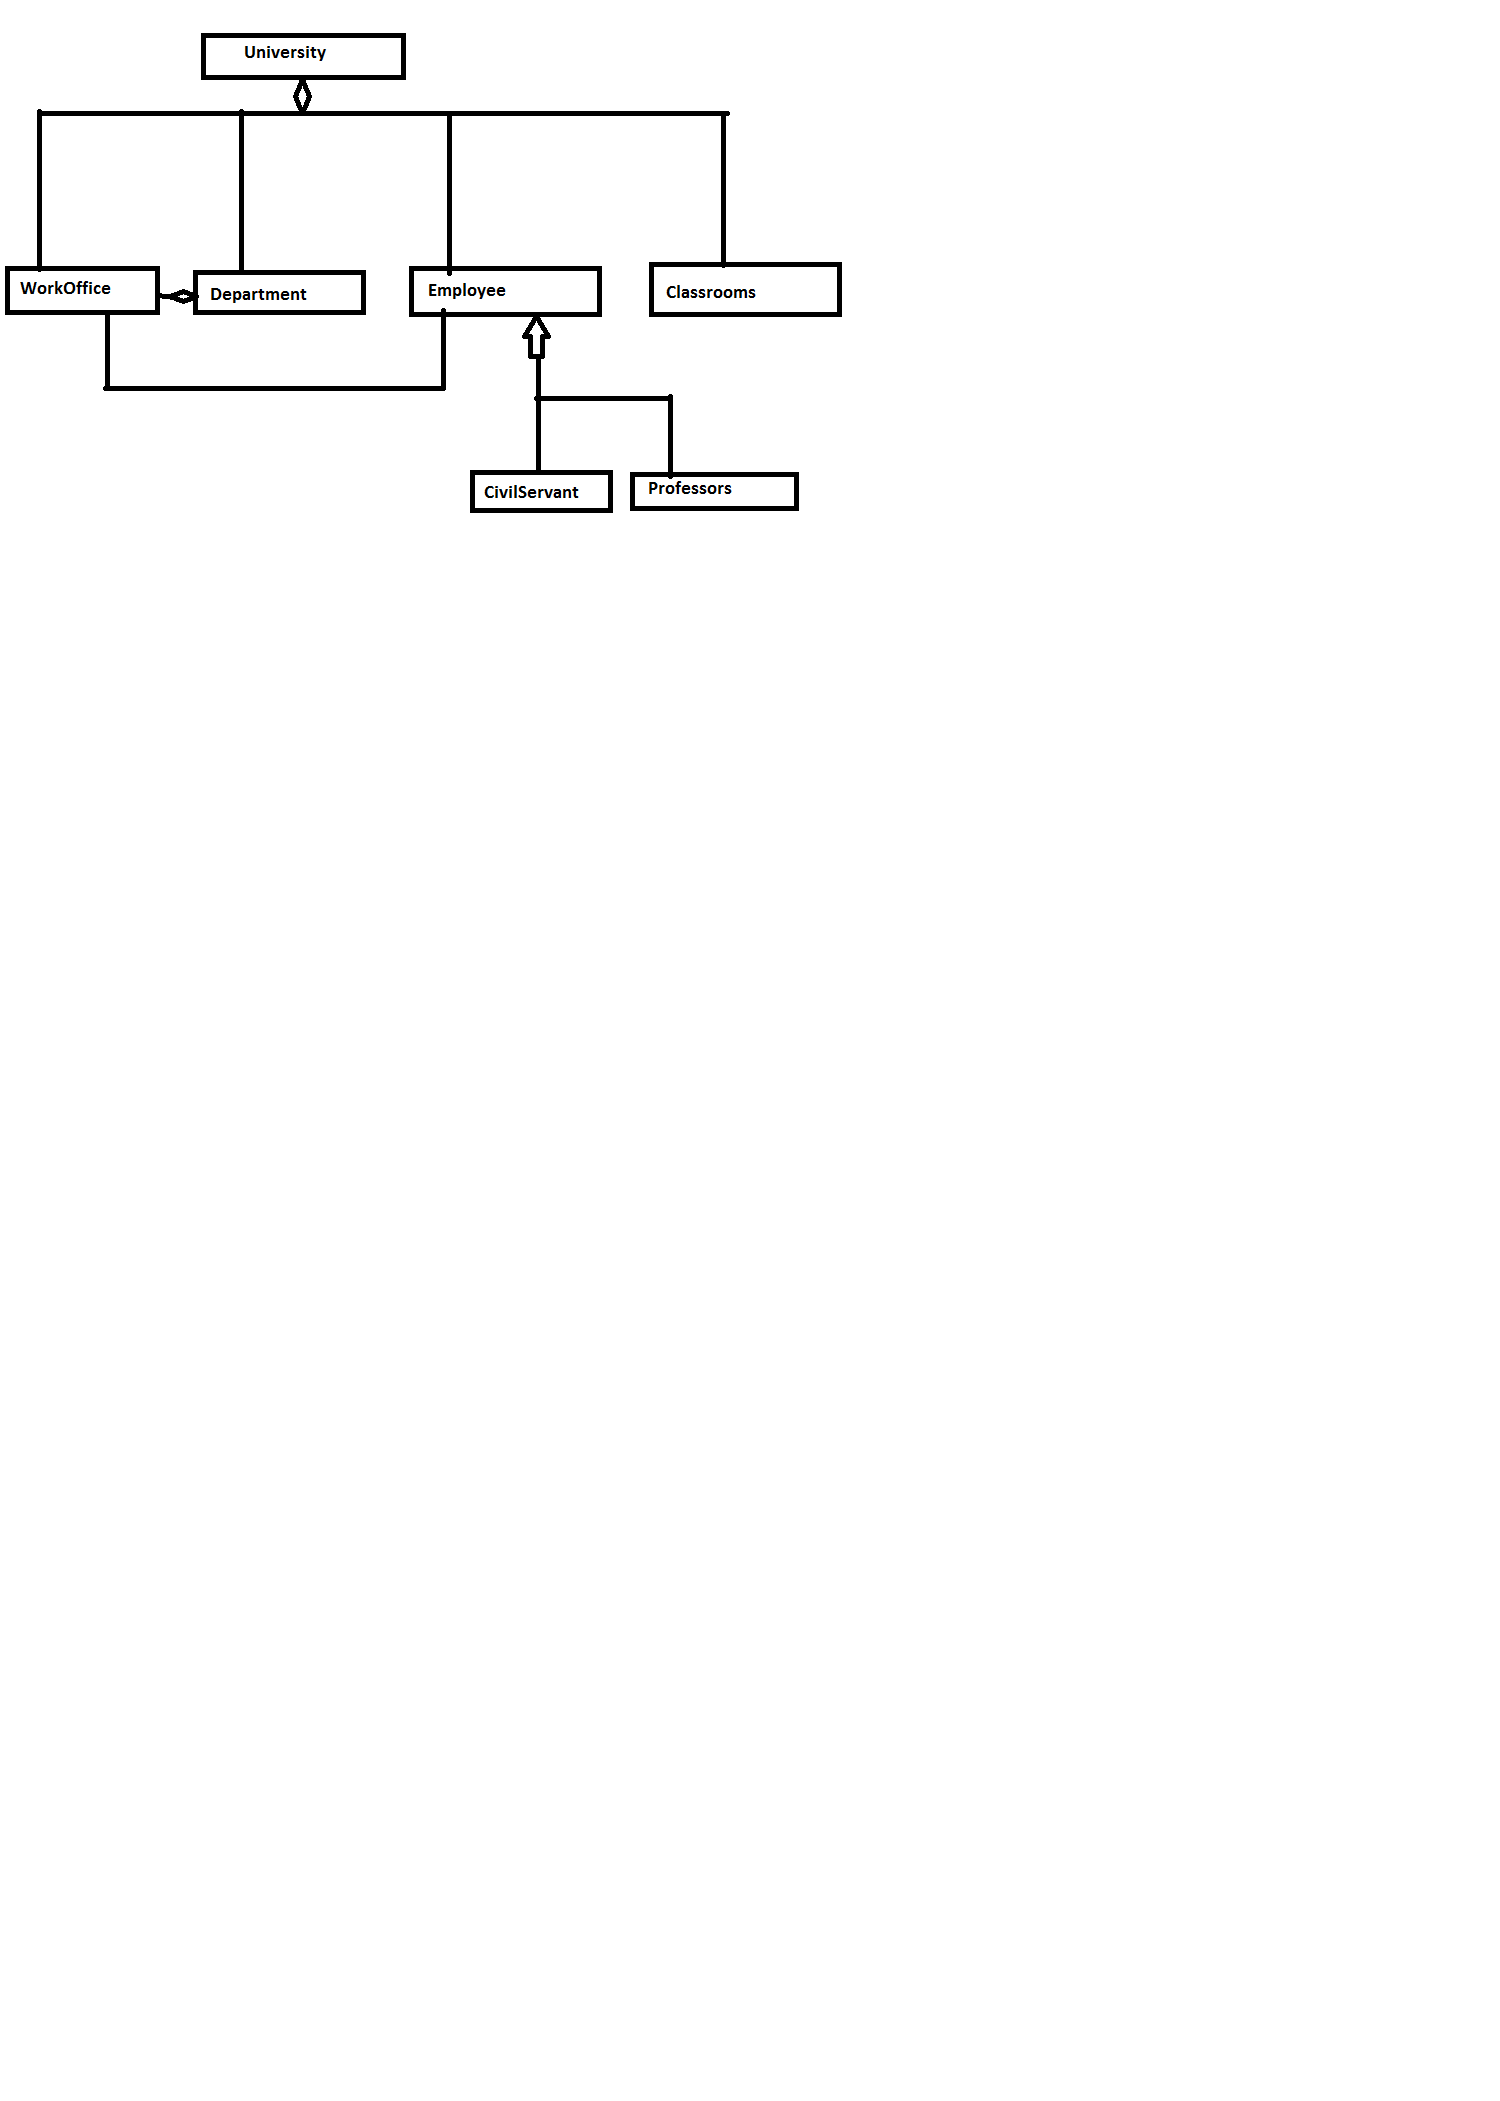 University
WorkOffice
Department
Employee
Classrooms
CivilServant
Professors